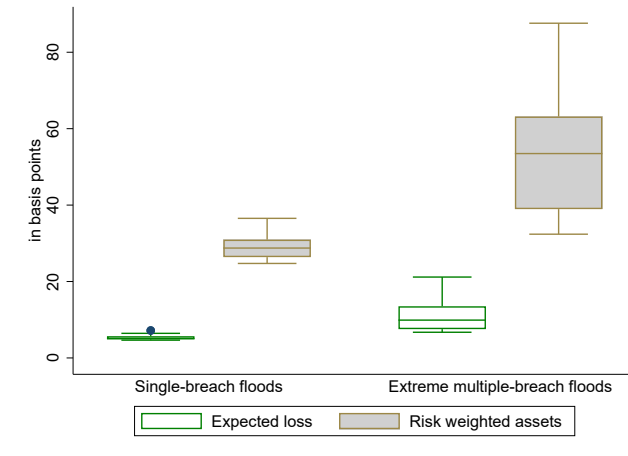 in basis points
80
60
40
20
0
Single-breach floods Extreme multiple-breach floods
Expected loss Risk weighted assets